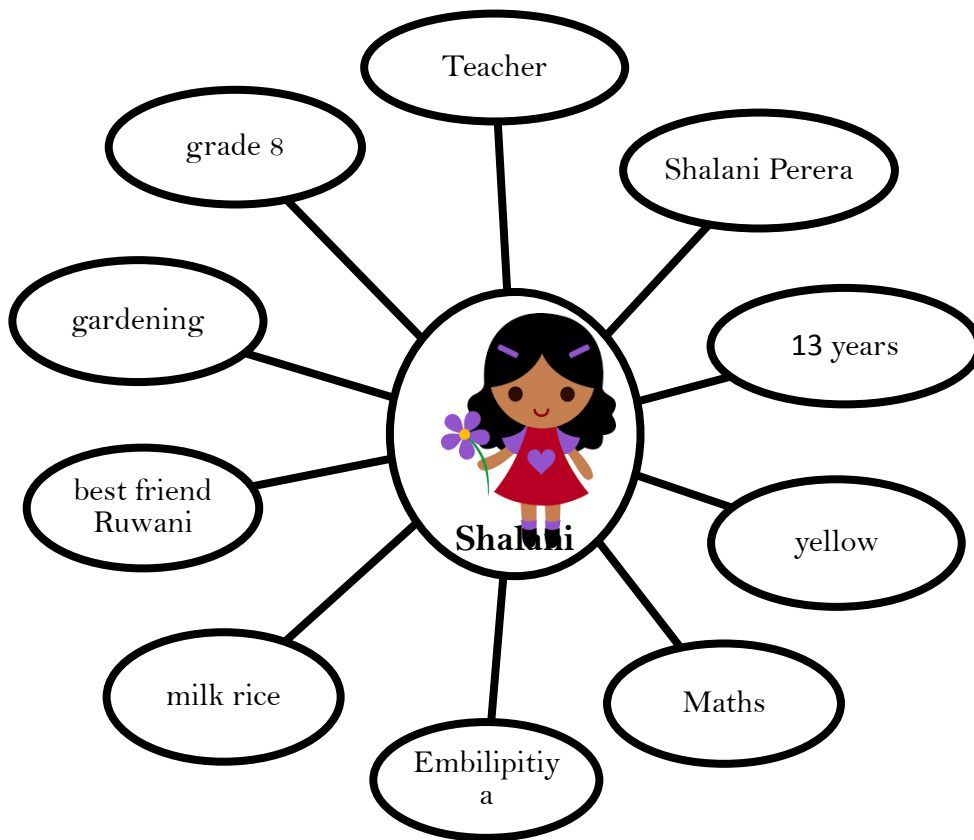 Teacher
grade 8
Shalani Perera
gardening
13 years
best friend
Ruwani
Shalani
yellow
milk rice
Maths
Embilipitiy
a